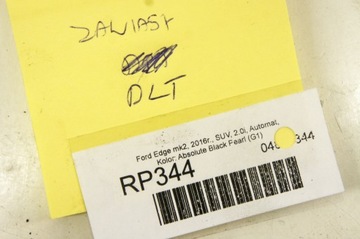 ZAWIASY
DLT
Ford Edge mk2, 2016r., SUV, 2.0i, Automat,
Kolor: Absolute Black Pearl (G1)
RP344